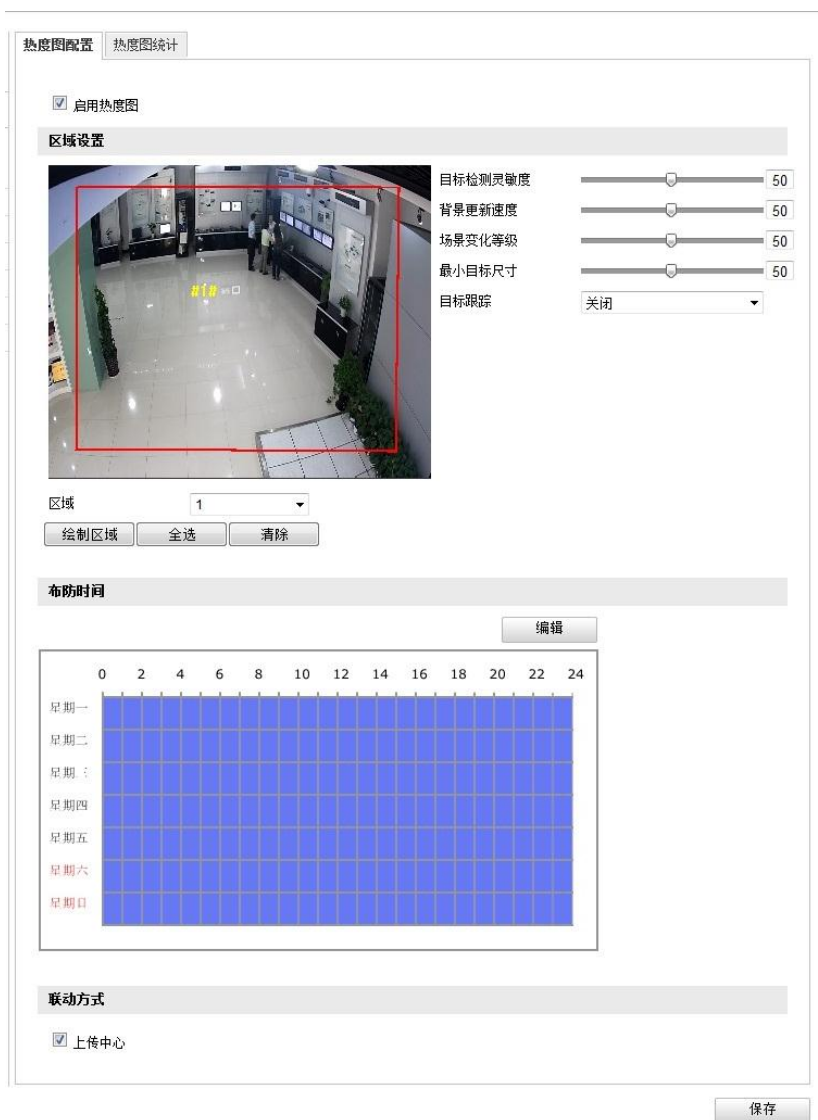 热度图配置 热度图统计
启用热度图
区域设置
目标检测灵敏度 50
背景更新速度 50
场景变化等级 50
最小目标尺寸 50
目标跟踪 关闭
#1#
区域 1
绘制区域 全选 清除
布防时间
编辑
0 2 4 6 8 10 12 14 16 18 20 22 24
星期一
星期二
星期三
星期四
星期五
星期六
星期日
联动方式
上传中心
保存